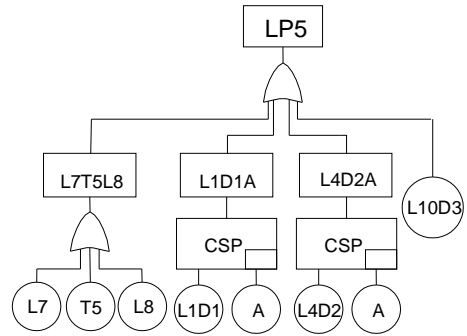 LP5
L7T5L8
L1D1A
L4D2A
L10D3
CSP
CSP
L7
T5
L8
L1D1
A
L4D2
A